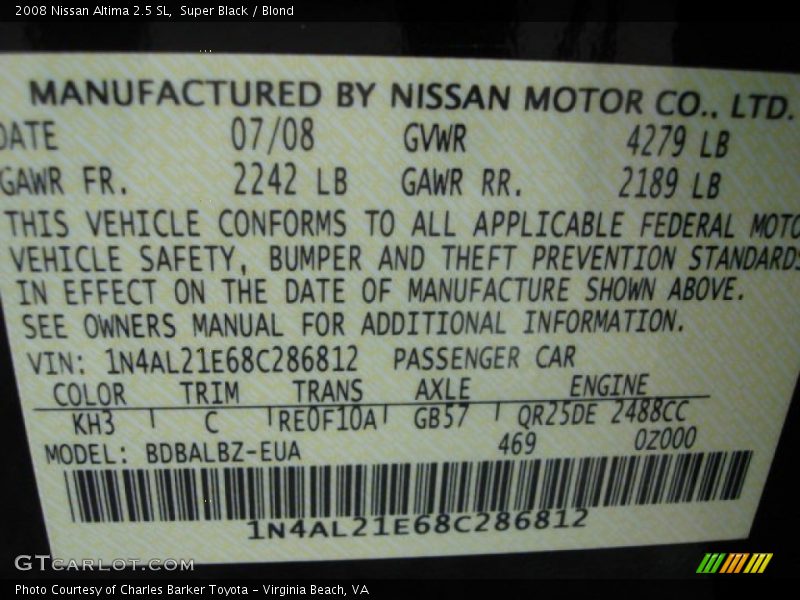 2008 Nissan Altima 2.5 SL,  Super Black / Blond
MANUFACTURED BY NISSAN MOTOR CO., LTD.
DATE 07/08 GVWR 4279 LB
GAWR FR. 2242 LB GAWR RR. 2189 LB
THIS VEHICLE CONFORMS TO ALL APPLICABLE FEDERAL MOTO
VEHICLE SAFETY, BUMPER AND THEFT PREVENTION STANDARDS
IN EFFECT ON THE DATE OF MANUFACTURE SHOWN ABOVE.
SEE OWNERS MANUAL FOR ADDITIONAL INFORMATION.
VIN: 1N4AL21E68C286812 PASSENGER CAR
COLOR TRIM TRANS AXLE ENGINE
KH3 C RE0F10A GB57 QR25DE 2488CC
MODEL: BDBALBZ-EUA 469 0Z000
1N4AL21E68C286812
GTCARLOT.COM
Photo Courtesy of Charles Barker Toyota - Virginia Beach, VA